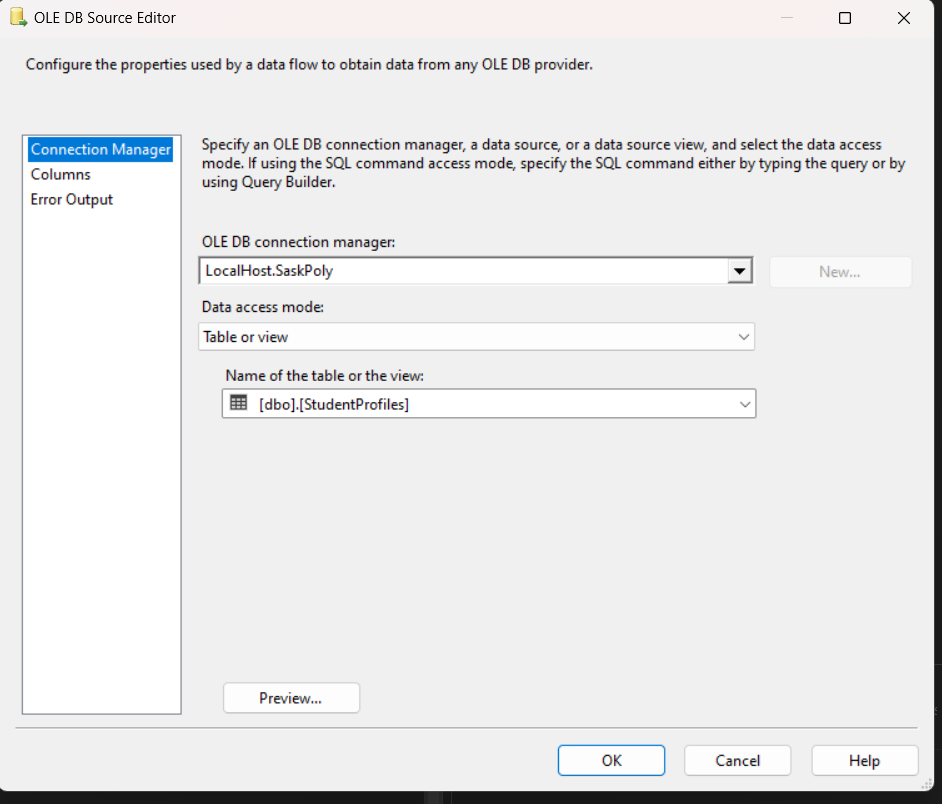 OLE DB Source Editor
Configure the properties used by a data flow to obtain data from any OLE DB provider.
Connection Manager
Columns
Error Output
Specify an OLE DB connection manager, a data source, or a data source view, and select the data access
mode. If using the SQL command access mode, specify the SQL command either by typing the query or by
using Query Builder.
OLE DB connection manager:
LocalHost.SaskPoly
New...
Data access mode:
Table or view
Name of the table or the view:
[dbo].[StudentProfiles]
Preview...
OK
Cancel
Help